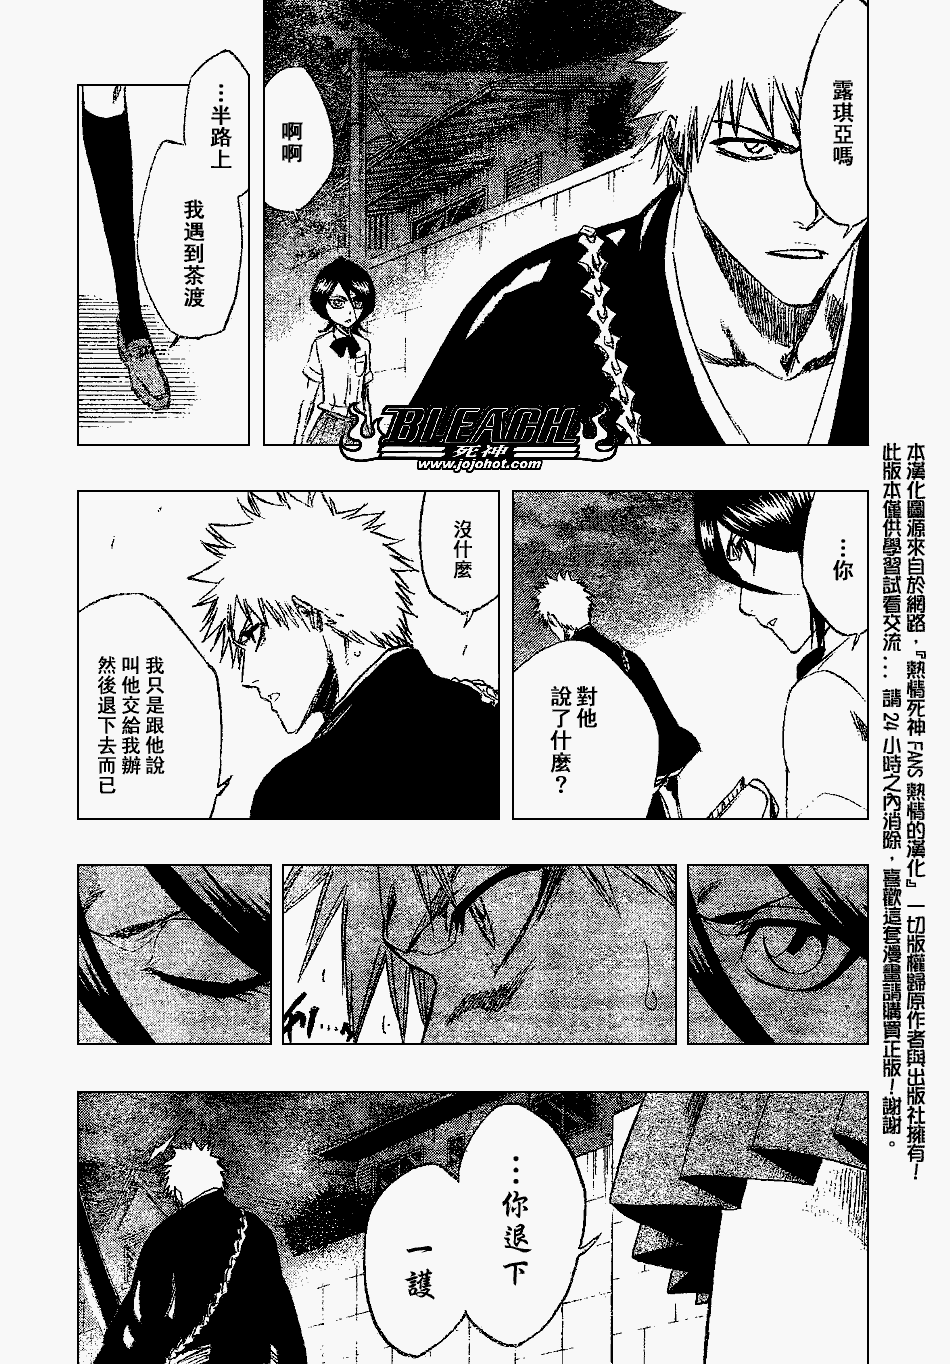 露琪亞嗎
啊啊
…半路上
我遇到茶渡
BLEACH
死神
www.jojohot.com
…你
對他
說了什麼？
沒什麼
我只是跟他說
叫他交給我辦
然後退下去而已
…你退下
一護
本漢化圖源來自於網路，『熱情死神 FANS 熱情的漢化』一切版權歸原作者與出版社擁有！
此版本僅供學習試看交流... 請 24 小時之內消除，喜歡這套漫畫請購買正版！謝謝。